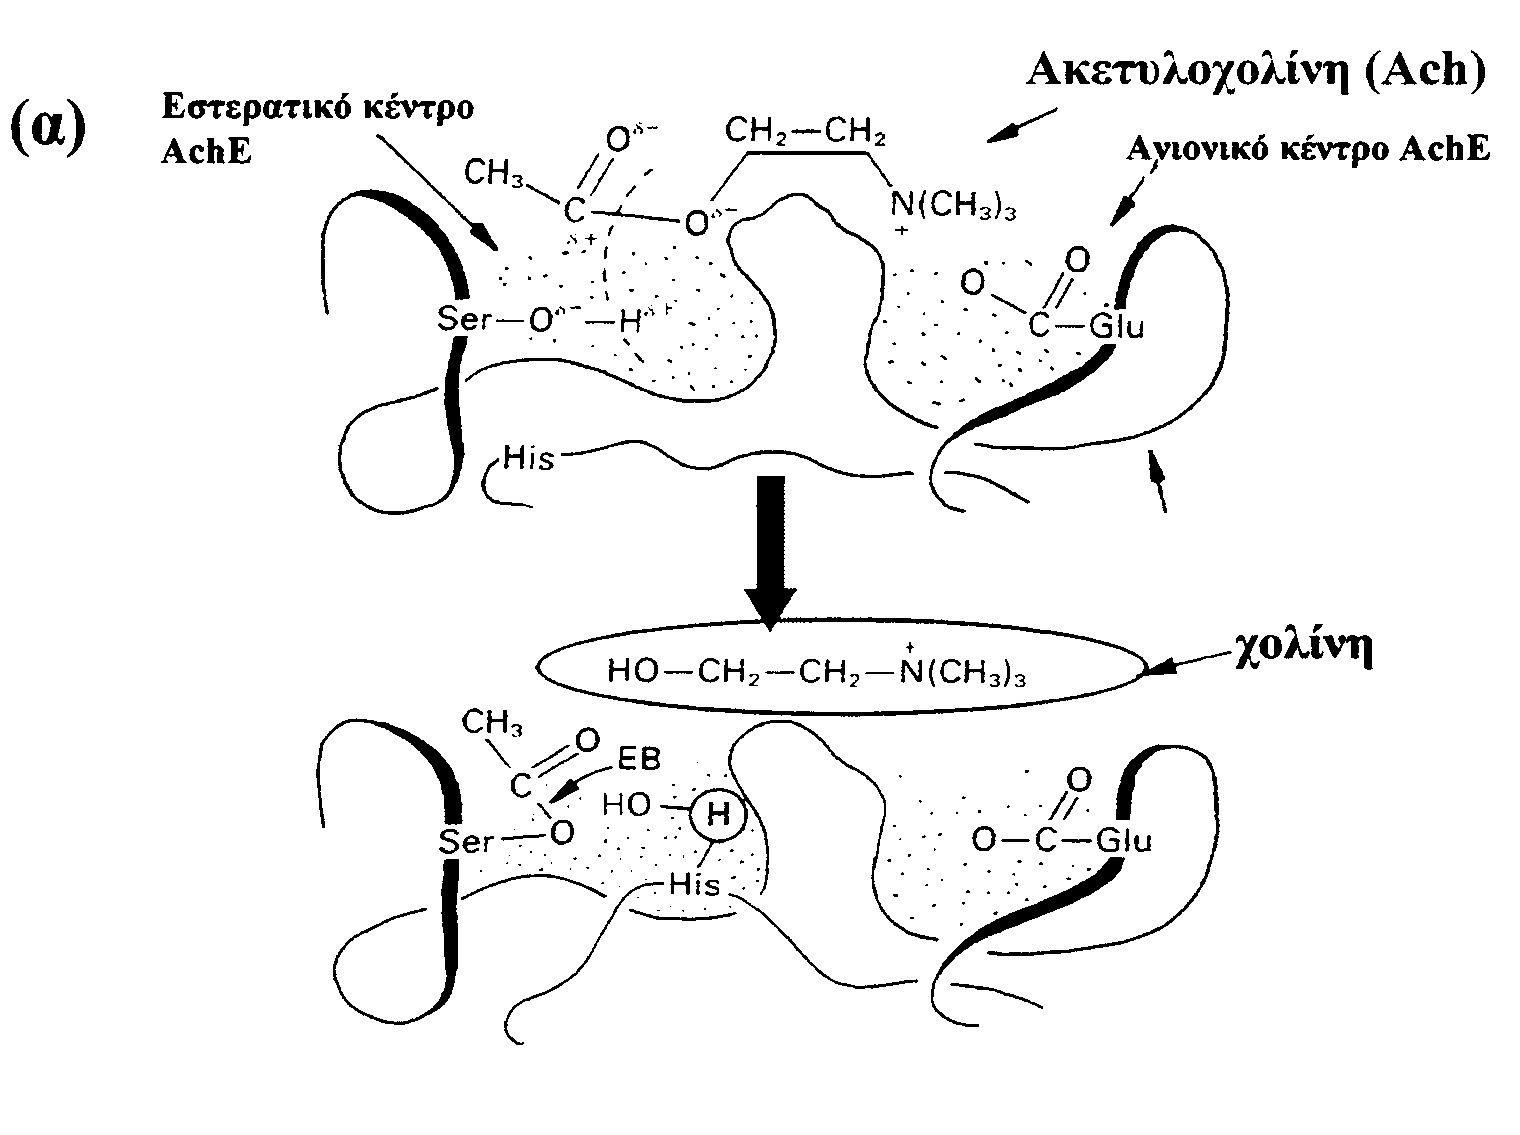 Ακετυλοχολίνη (Ach)
(α)
Εστερατικό κέντρο
AchE
Ανιονικό κέντρο AchE
CH₂—CH₂
O^δ−
CH₃
C
δ+
O^δ−
N(CH₃)₃
+
O
O
C—Glu
Ser—O^δ−—H^δ+
His
χολίνη
+
HO—CH₂—CH₂—N(CH₃)₃
CH₃
O
EB
C
HO—H
O
O—C—Glu
Ser—O
His